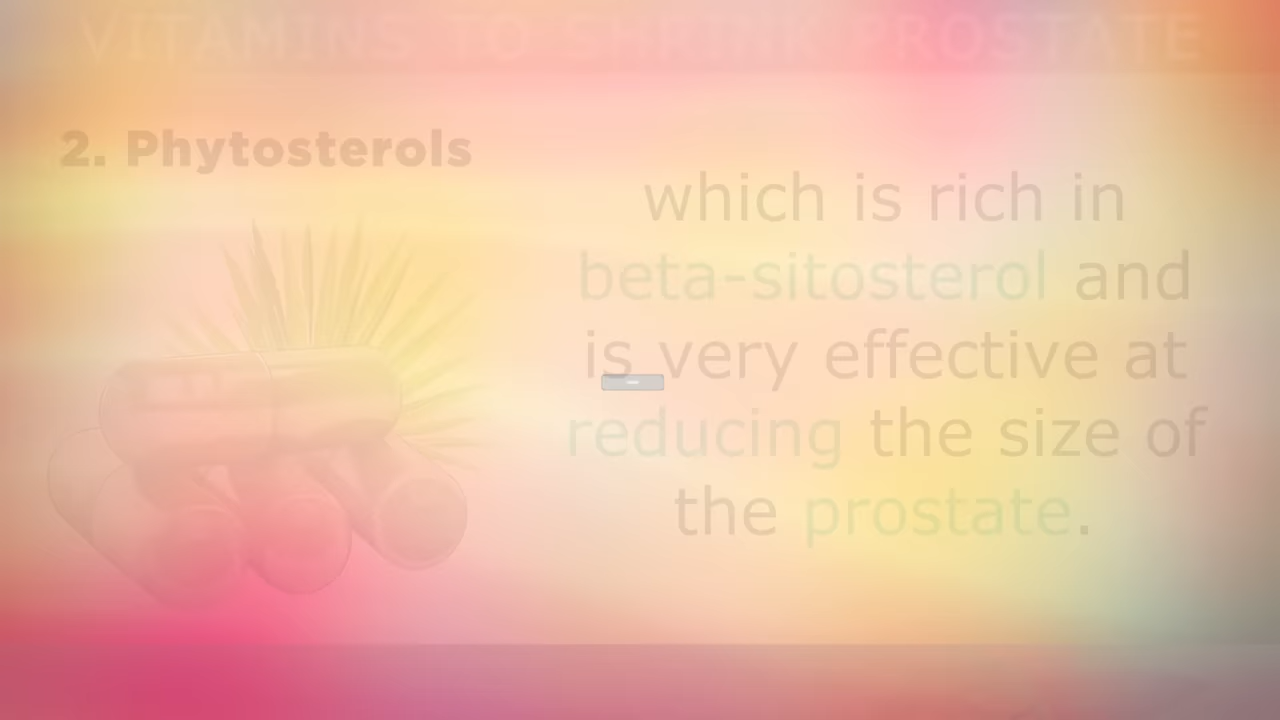 VITAMINS TO SHRINK PROSTATE
2. Phytosterols
which is rich in
beta-sitosterol and
is very effective at
reducing the size of
the prostate.